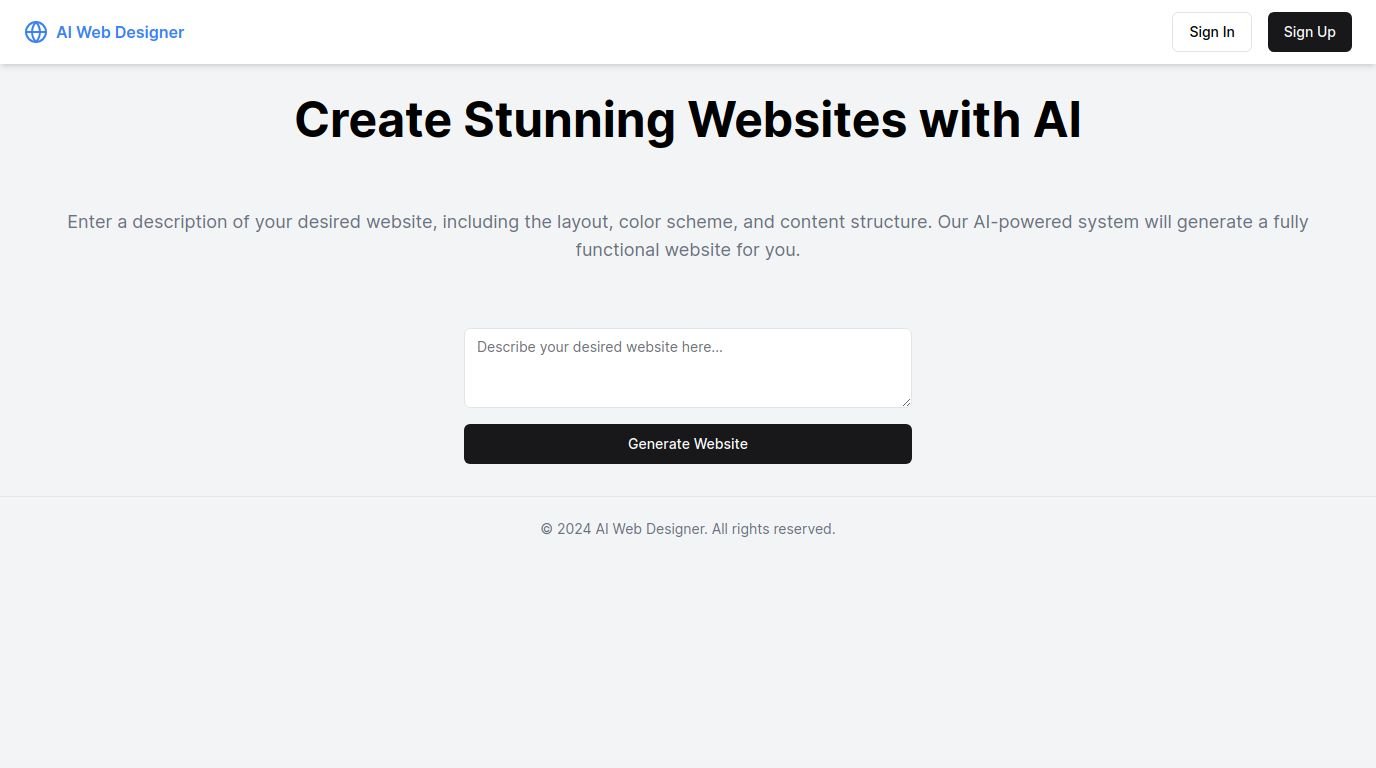 AI Web Designer
Sign In
Sign Up
Create Stunning Websites with AI
Enter a description of your desired website, including the layout, color scheme, and content structure. Our AI-powered system will generate a fully
functional website for you.
Describe your desired website here...
Generate Website
© 2024 AI Web Designer. All rights reserved.